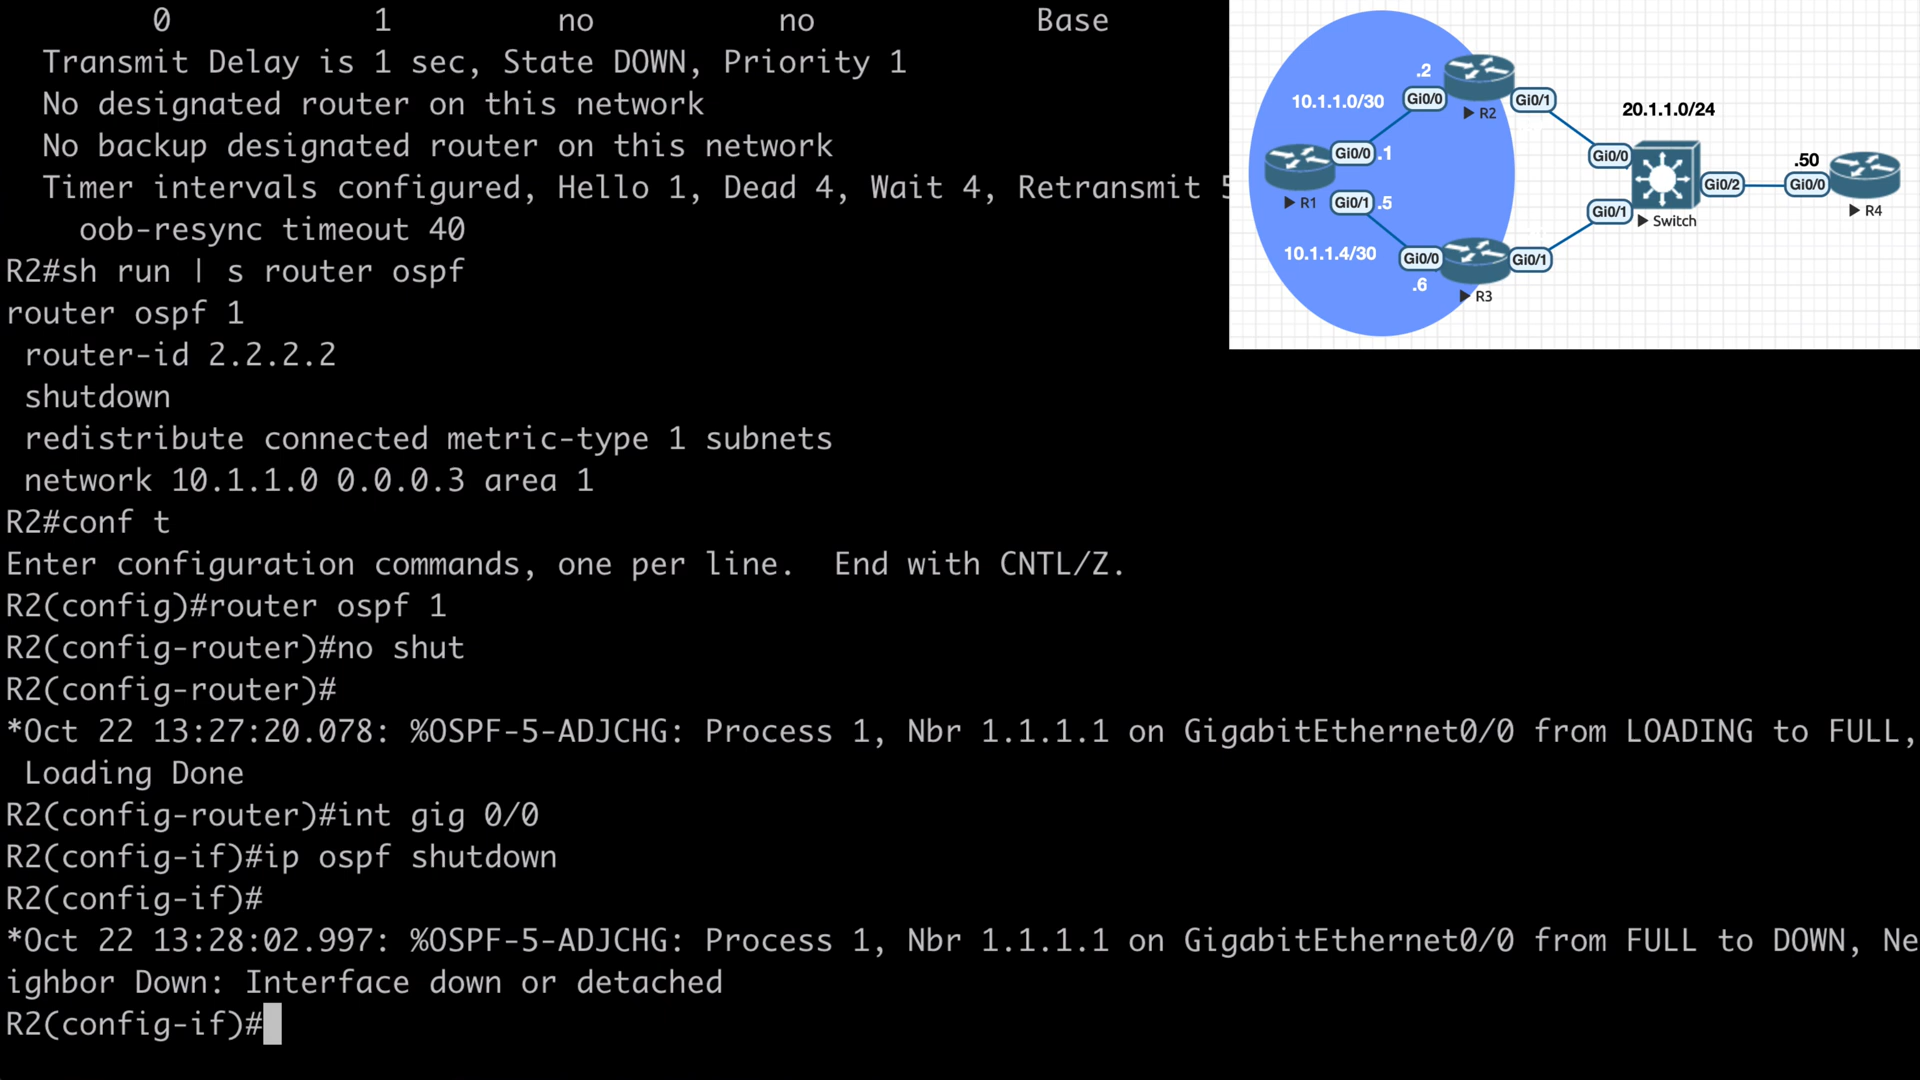 0 1 no no Base
Transmit Delay is 1 sec, State DOWN, Priority 1
No designated router on this network
No backup designated router on this network
Timer intervals configured, Hello 1, Dead 4, Wait 4, Retransmit 5
oob-resync timeout 40
R2#sh run | s router ospf
router ospf 1
router-id 2.2.2.2
shutdown
redistribute connected metric-type 1 subnets
network 10.1.1.0 0.0.0.3 area 1
R2#conf t
Enter configuration commands, one per line.  End with CNTL/Z.
R2(config)#router ospf 1
R2(config-router)#no shut
R2(config-router)#
*Oct 22 13:27:20.078: %OSPF-5-ADJCHG: Process 1, Nbr 1.1.1.1 on GigabitEthernet0/0 from LOADING to FULL,
Loading Done
R2(config-router)#int gig 0/0
R2(config-if)#ip ospf shutdown
R2(config-if)#
*Oct 22 13:28:02.997: %OSPF-5-ADJCHG: Process 1, Nbr 1.1.1.1 on GigabitEthernet0/0 from FULL to DOWN, Ne
ighbor Down: Interface down or detached
R2(config-if)#
.2
10.1.1.0/30
Gi0/0
Gi0/1
R2
20.1.1.0/24
Gi0/0 .1
Gi0/0
.50
Gi0/2
Gi0/0
R1
Gi0/1 .5
Gi0/1
Switch
R4
10.1.1.4/30
Gi0/0
Gi0/1
.6
R3